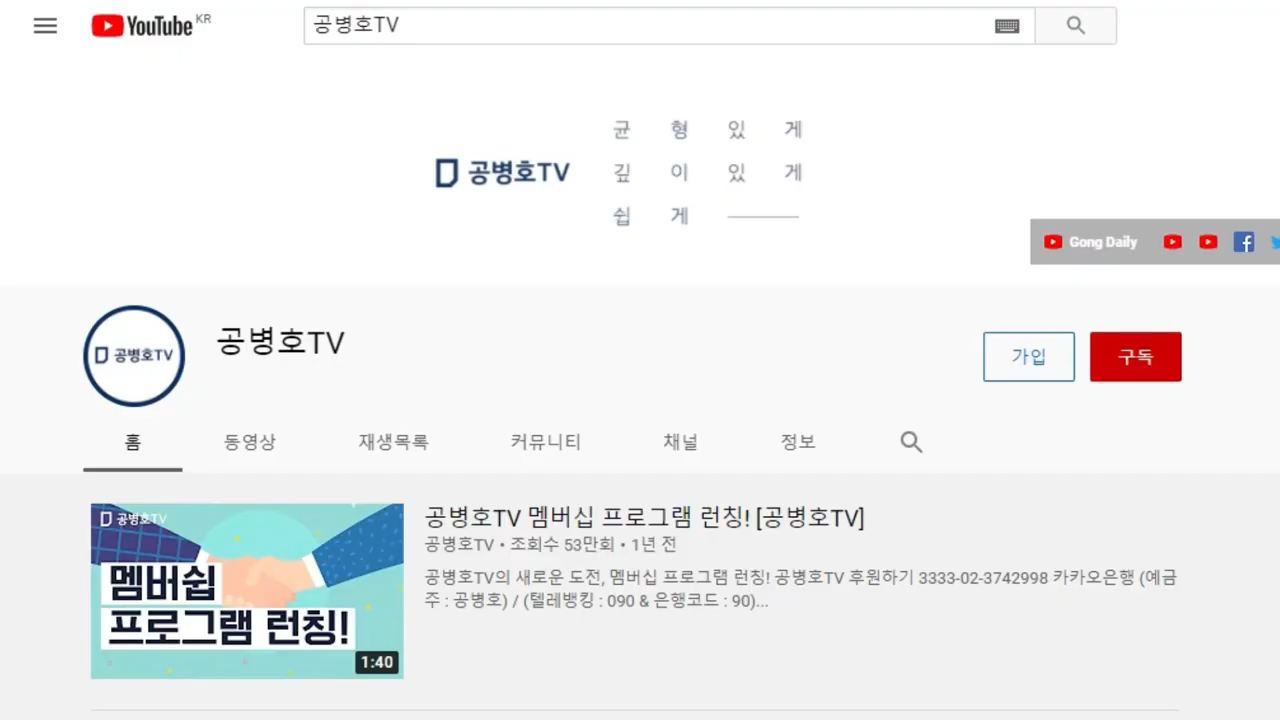 YouTube KR
공병호TV
균 형 있 게
공병호TV
깊 이 있 게
쉽 게
Gong Daily
공병호TV
공병호TV
가입
구독
홈
동영상
재생목록
커뮤니티
채널
정보
공병호TV
멤버쉽
프로그램 런칭!
1:40
공병호TV 멤버십 프로그램 런칭! [공병호TV]
공병호TV • 조회수 53만회 • 1년 전
공병호TV의 새로운 도전, 멤버십 프로그램 런칭! 공병호TV 후원하기 3333-02-3742998 카카오은행 (예금
주 : 공병호) / (텔레뱅킹 : 090 & 은행코드 : 90)...